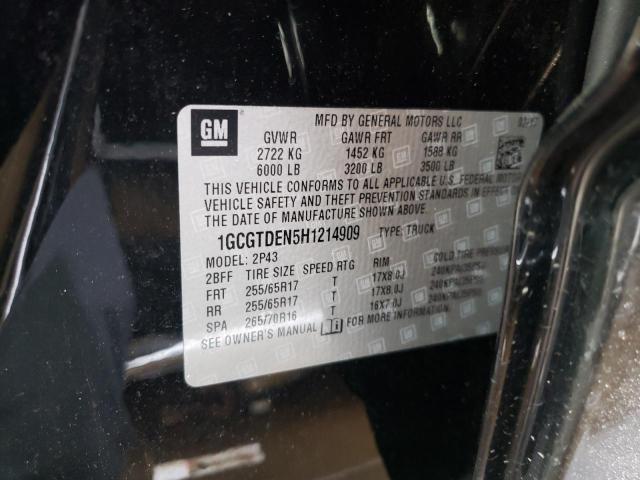 GM
MFD BY GENERAL MOTORS LLC
GVWR GAWR FRT GAWR RR
2722 KG 1452 KG 1588 KG
6000 LB 3200 LB 3500 LB
THIS VEHICLE CONFORMS TO ALL APPLICABLE U.S. FEDERAL MOTOR
VEHICLE SAFETY AND THEFT PREVENTION STANDARDS IN EFFECT
THE DATE OF MANUFACTURE SHOWN ABOVE.
1GCGTDEN5H1214909 TYPE: TRUCK
MODEL: 2P43
2BFF TIRE SIZE SPEED RTG RIM COLD TIRE
FRT 255/65R17 T 17X8.0J
RR 255/65R17 T 17X8.0J
SPA 265/70R16 T 16X7.0J
SEE OWNER'S MANUAL FOR MORE INFORMATION.